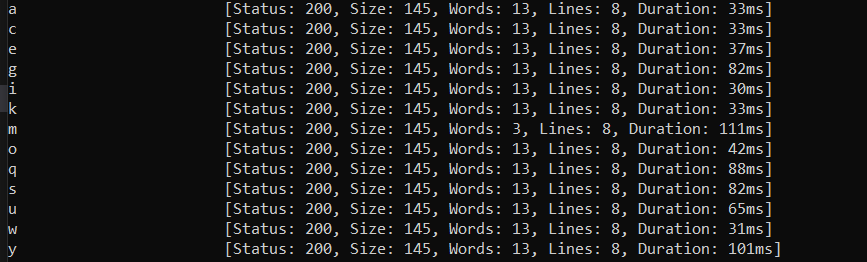 a [Status: 200, Size: 145, Words: 13, Lines: 8, Duration: 33ms]
c [Status: 200, Size: 145, Words: 13, Lines: 8, Duration: 33ms]
e [Status: 200, Size: 145, Words: 13, Lines: 8, Duration: 37ms]
g [Status: 200, Size: 145, Words: 13, Lines: 8, Duration: 82ms]
i [Status: 200, Size: 145, Words: 13, Lines: 8, Duration: 30ms]
k [Status: 200, Size: 145, Words: 13, Lines: 8, Duration: 33ms]
m [Status: 200, Size: 145, Words: 3, Lines: 8, Duration: 111ms]
o [Status: 200, Size: 145, Words: 13, Lines: 8, Duration: 42ms]
q [Status: 200, Size: 145, Words: 13, Lines: 8, Duration: 88ms]
s [Status: 200, Size: 145, Words: 13, Lines: 8, Duration: 82ms]
u [Status: 200, Size: 145, Words: 13, Lines: 8, Duration: 65ms]
w [Status: 200, Size: 145, Words: 13, Lines: 8, Duration: 31ms]
y [Status: 200, Size: 145, Words: 13, Lines: 8, Duration: 101ms]